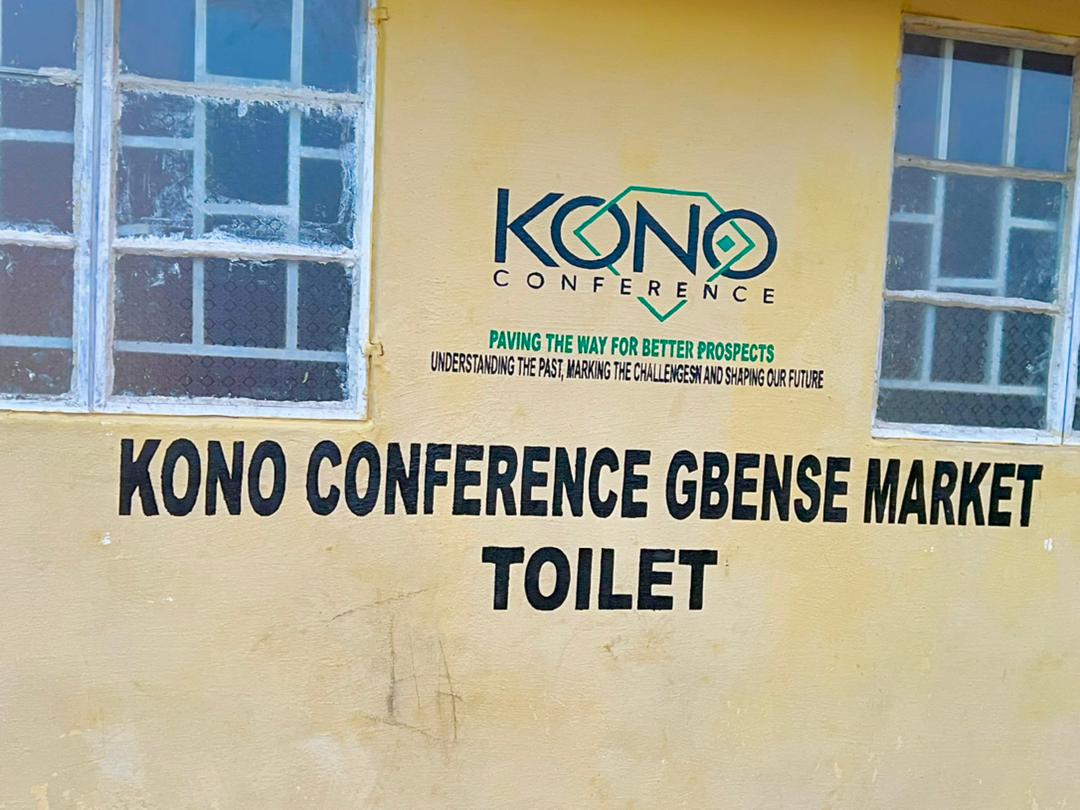 KONO
CONFERENCE
PAVING THE WAY FOR BETTER PROSPECTS
UNDERSTANDING THE PAST, MARKING THE CHALLENGESN AND SHAPING OUR FUTURE
KONO CONFERENCE GBENSE MARKET
TOILET